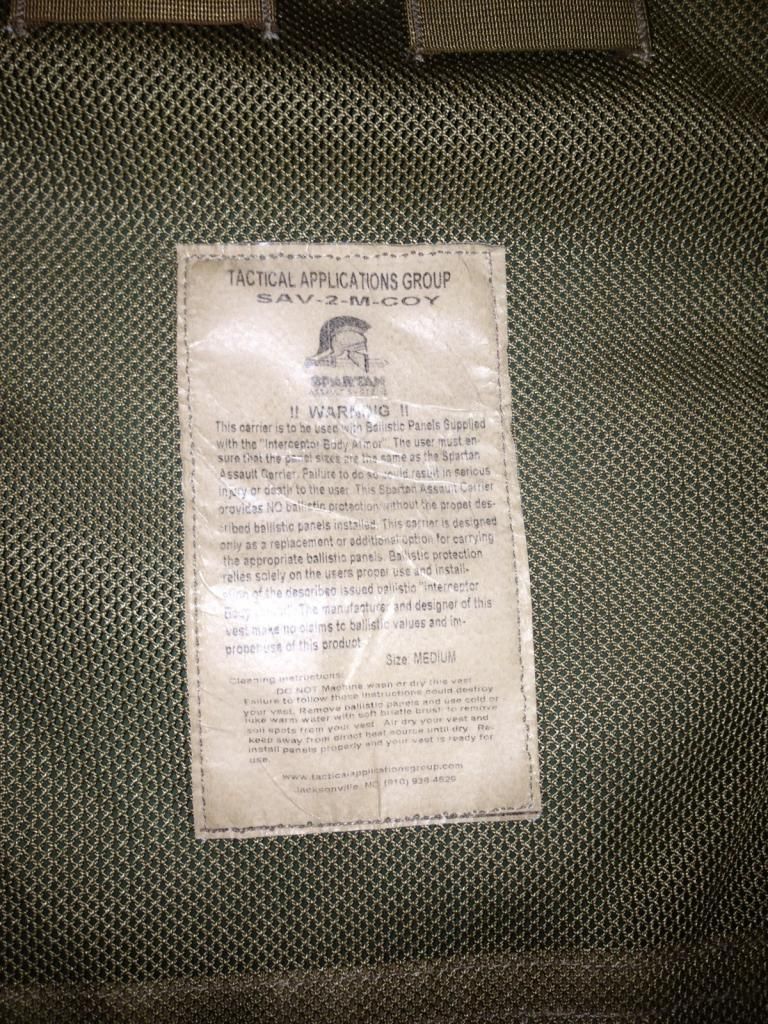 TACTICAL APPLICATIONS GROUP
SAV-2-M-COY
SPARTAN
!! WARNING !!
This carrier is to be used with Ballistic Panels Supplied
with the "Interceptor Body Armor". The user must en-
sure that the panel sizes are the same as the Spartan
Assault Carrier. Failure to do so could result in serious
injury or death to the user. This Spartan Assault Carrier
provides NO ballistic protection without the proper des-
cribed ballistic panels installed. This carrier is designed
only as a replacement or additional option for carrying
the appropriate ballistic panels. Ballistic protection
relies solely on the users proper use and install-
ation of the described issued ballistic "Interceptor
Body The manufacturer and designer of this
vest make no claims to ballistic values and im-
proper use of this product.
Size: MEDIUM
Cleaning Instructions:
DO NOT Machine wash or dry this vest
Failure to follow these instructions could destroy
your vest. Remove ballistic panels and use cold or
luke warm water with soft bristle brush to remove
soil spots from your vest. Air dry your vest and
keep away from direct heat source until dry. Re-
install panels properly and your vest is ready for
use.
www.tacticalapplicationsgroup.com
Jacksonville, NC (910) 938-4629